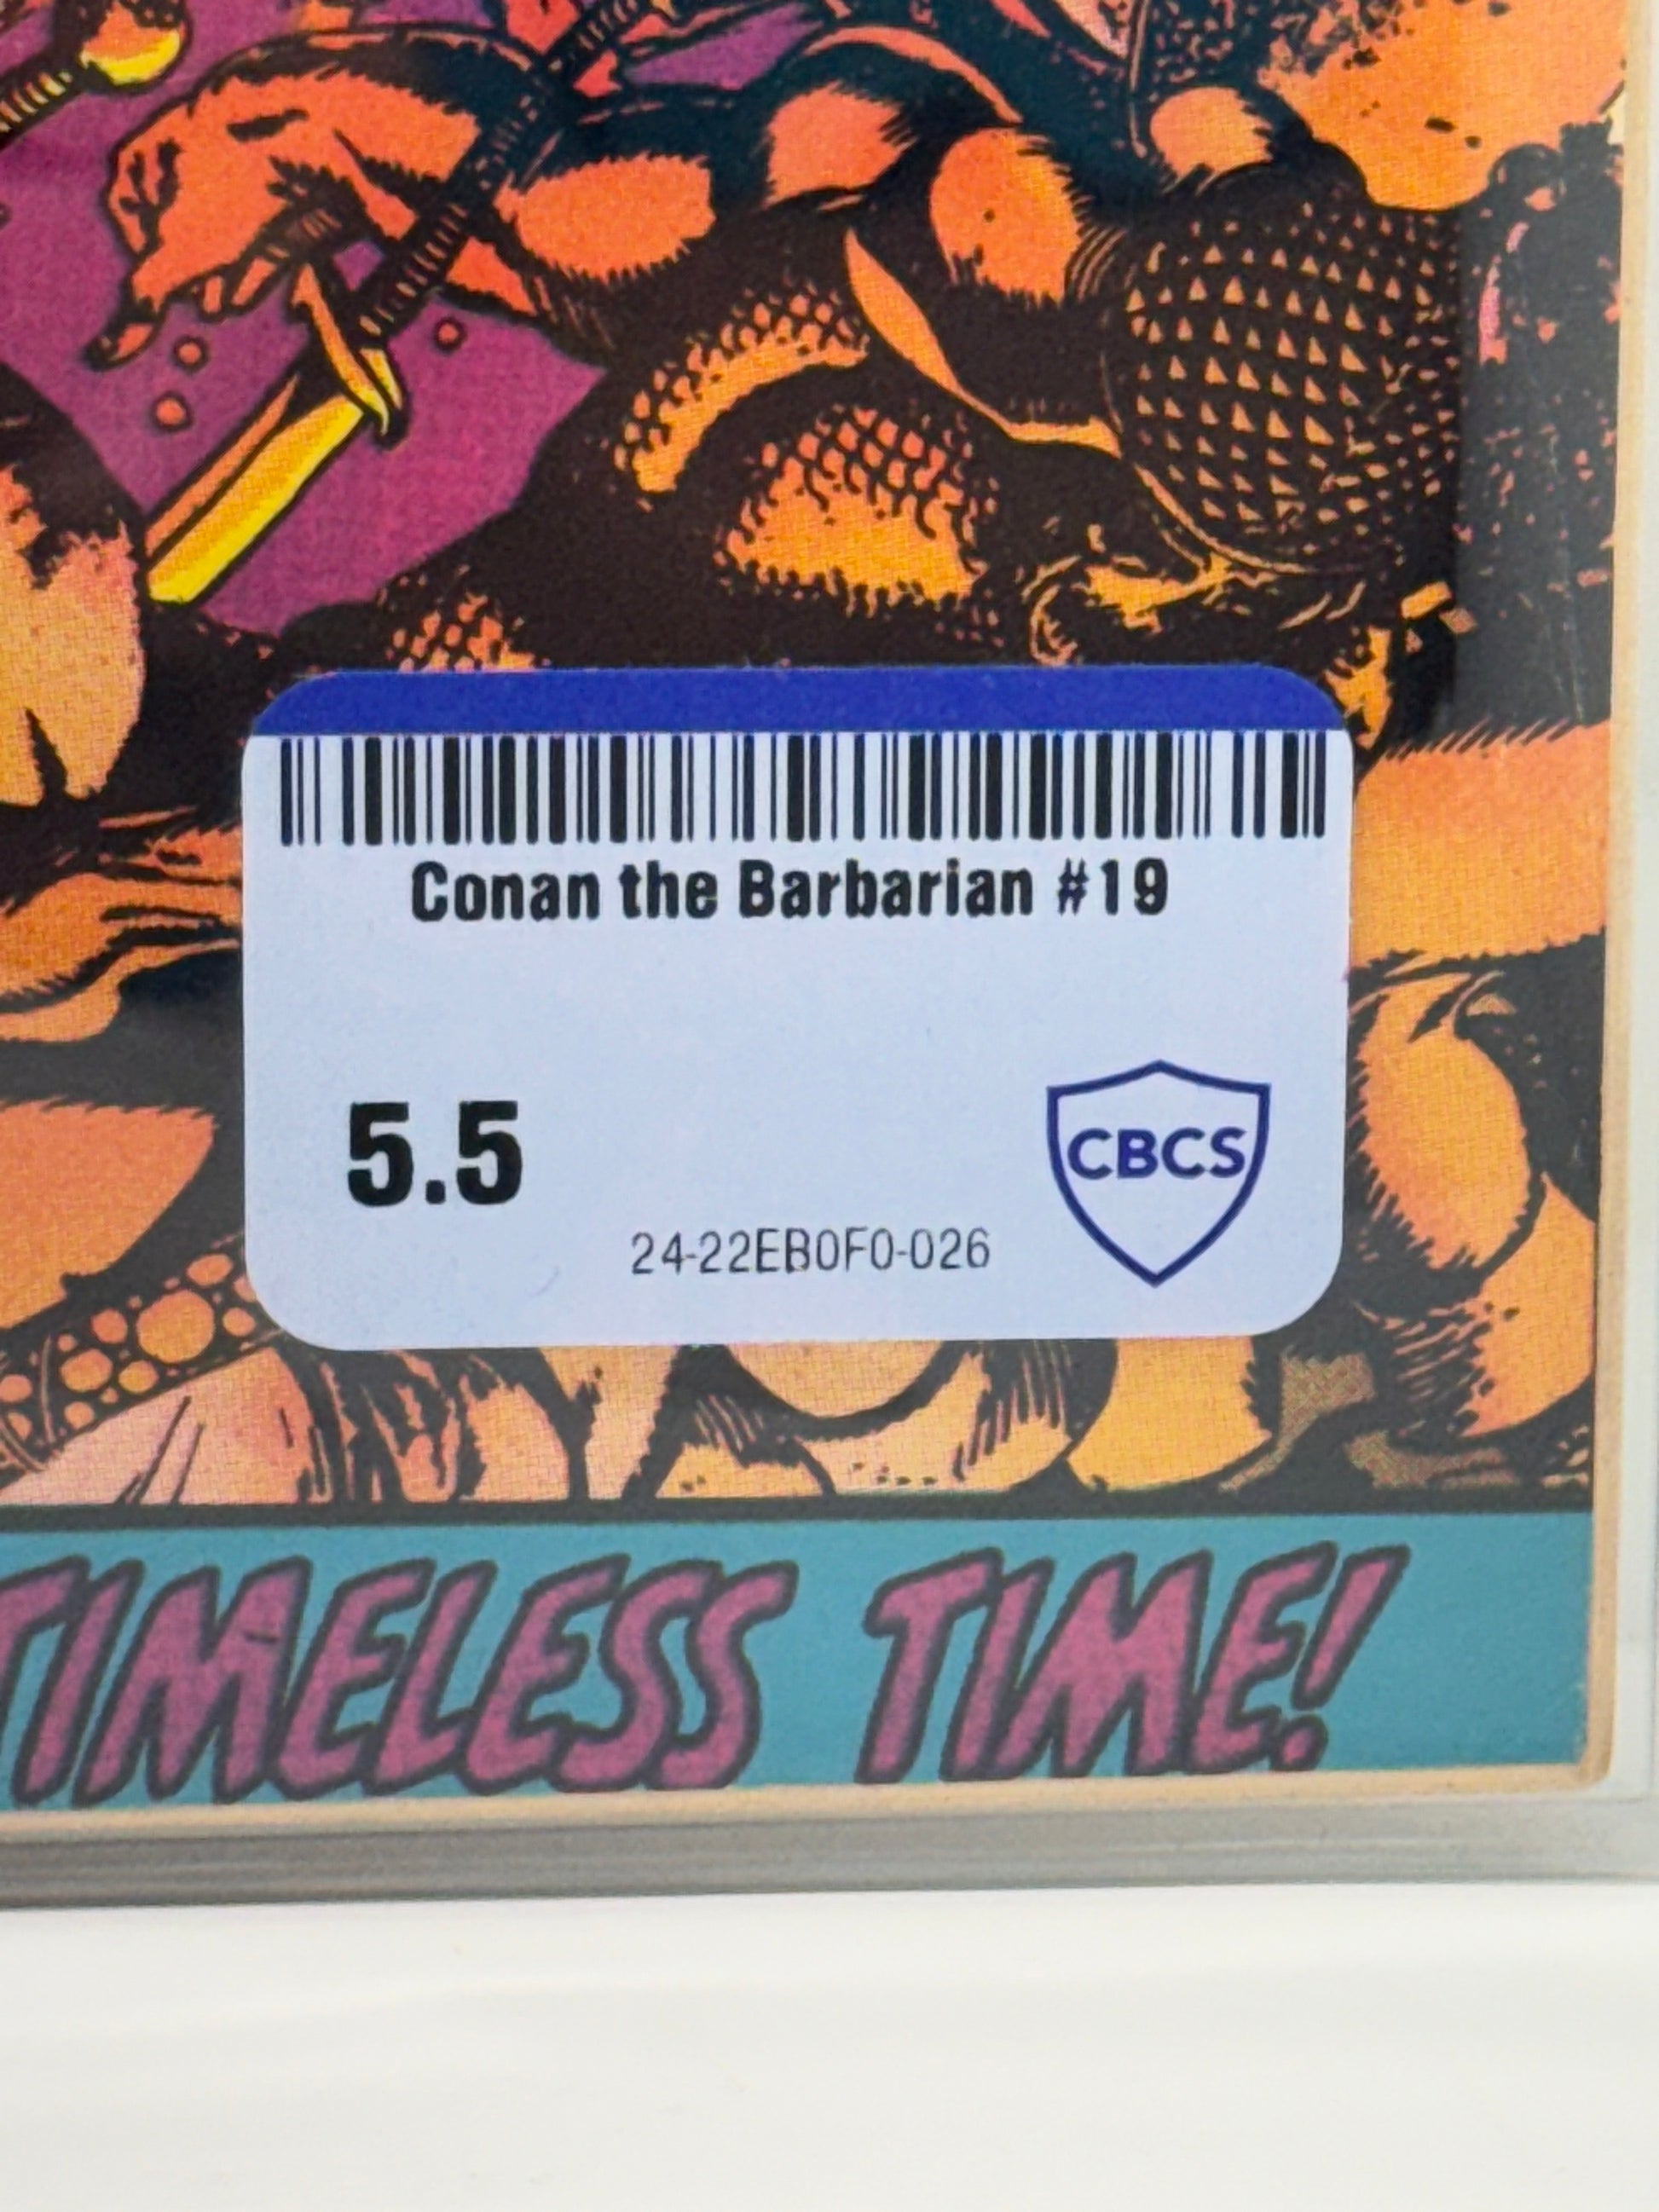 Conan the Barbarian #19
5.5
CBCS
24-22EB0F0-026
TIMELESS TIME!